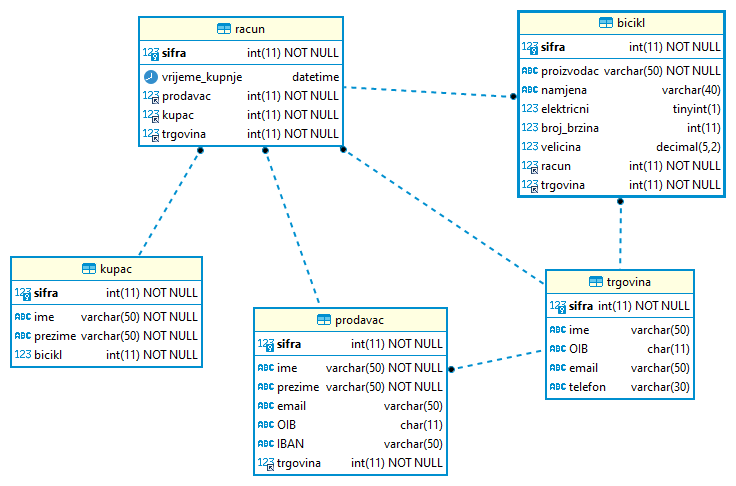 racun
123 sifra int(11) NOT NULL
vrijeme_kupnje datetime
123 prodavac int(11) NOT NULL
123 kupac int(11) NOT NULL
123 trgovina int(11) NOT NULL
bicikl
123 sifra int(11) NOT NULL
ABC proizvodac varchar(50) NOT NULL
ABC namjena varchar(40)
123 elektricni tinyint(1)
123 broj_brzina int(11)
123 velicina decimal(5,2)
123 racun int(11) NOT NULL
123 trgovina int(11) NOT NULL
kupac
123 sifra int(11) NOT NULL
ABC ime varchar(50) NOT NULL
ABC prezime varchar(50) NOT NULL
123 bicikl int(11) NOT NULL
prodavac
123 sifra int(11) NOT NULL
ABC ime varchar(50) NOT NULL
ABC prezime varchar(50) NOT NULL
ABC email varchar(50)
ABC OIB char(11)
ABC IBAN varchar(50)
123 trgovina int(11) NOT NULL
trgovina
123 sifra int(11) NOT NULL
ABC ime varchar(50)
ABC OIB char(11)
ABC email varchar(50)
ABC telefon varchar(30)